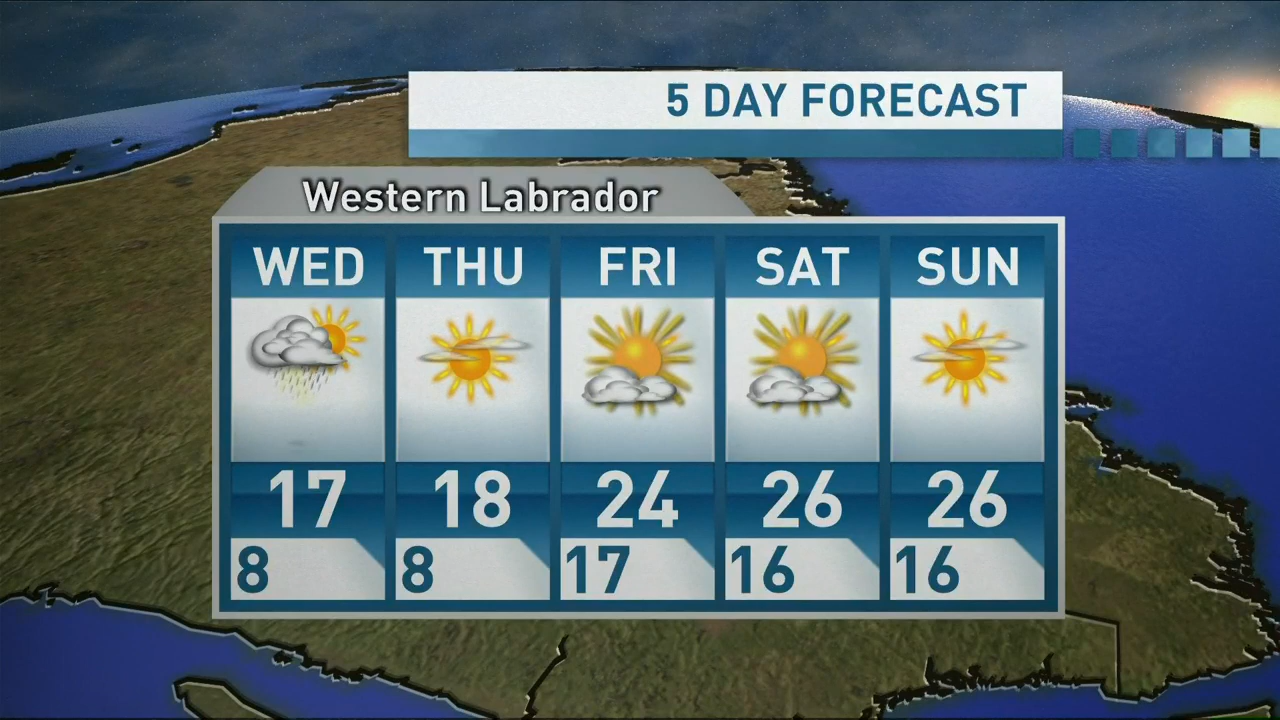 5 DAY FORECAST
Western Labrador
WED THU FRI SAT SUN
17 18 24 26 26
8 8 17 16 16